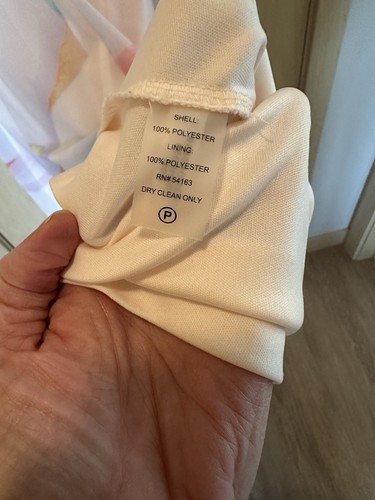 SHELL:
100% POLYESTER
LINING:
100% POLYESTER
RN# 54163
DRY CLEAN ONLY
P